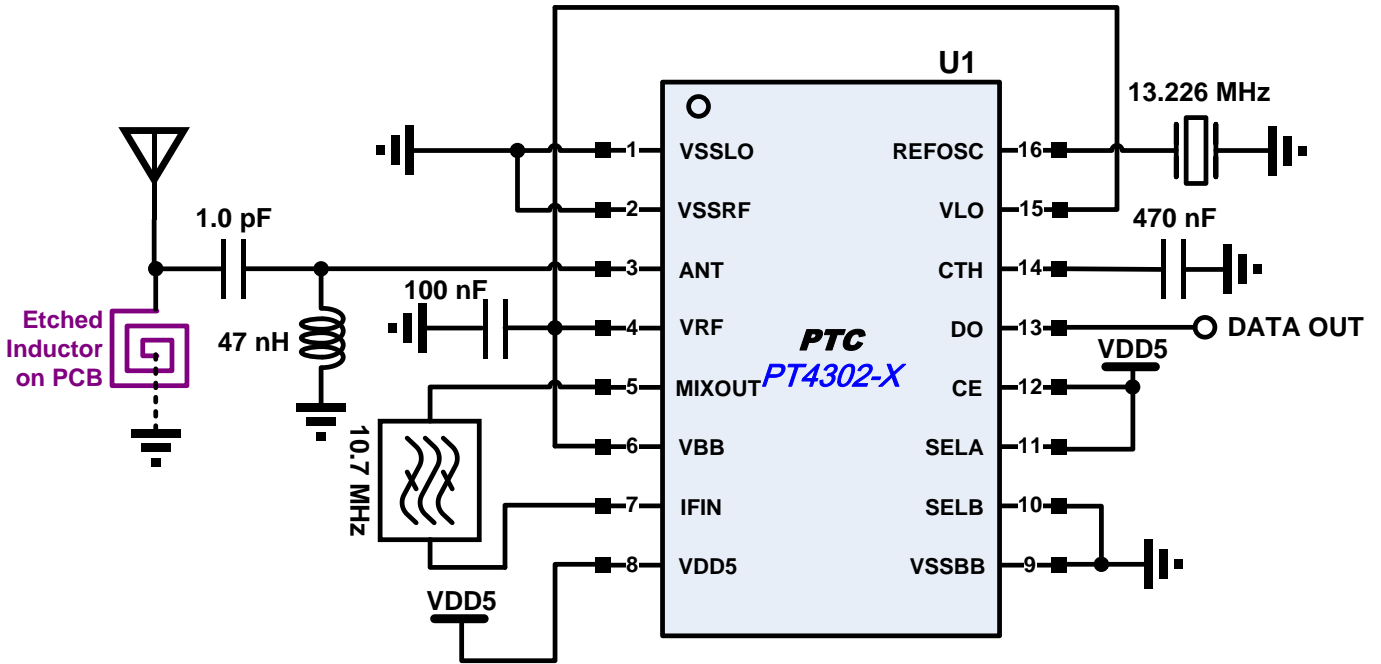 U1
13.226 MHz
1 VSSLO
REFOSC 16
2 VSSRF
VLO 15
1.0 pF
470 nF
3 ANT
CTH 14
100 nF
Etched
Inductor
on PCB
47 nH
4 VRF
DO 13
DATA OUT
PTC
PT4302-X
VDD5
5 MIXOUT
CE 12
10.7 MHz
6 VBB
SELA 11
7 IFIN
SELB 10
8 VDD5
VSSBB 9
VDD5